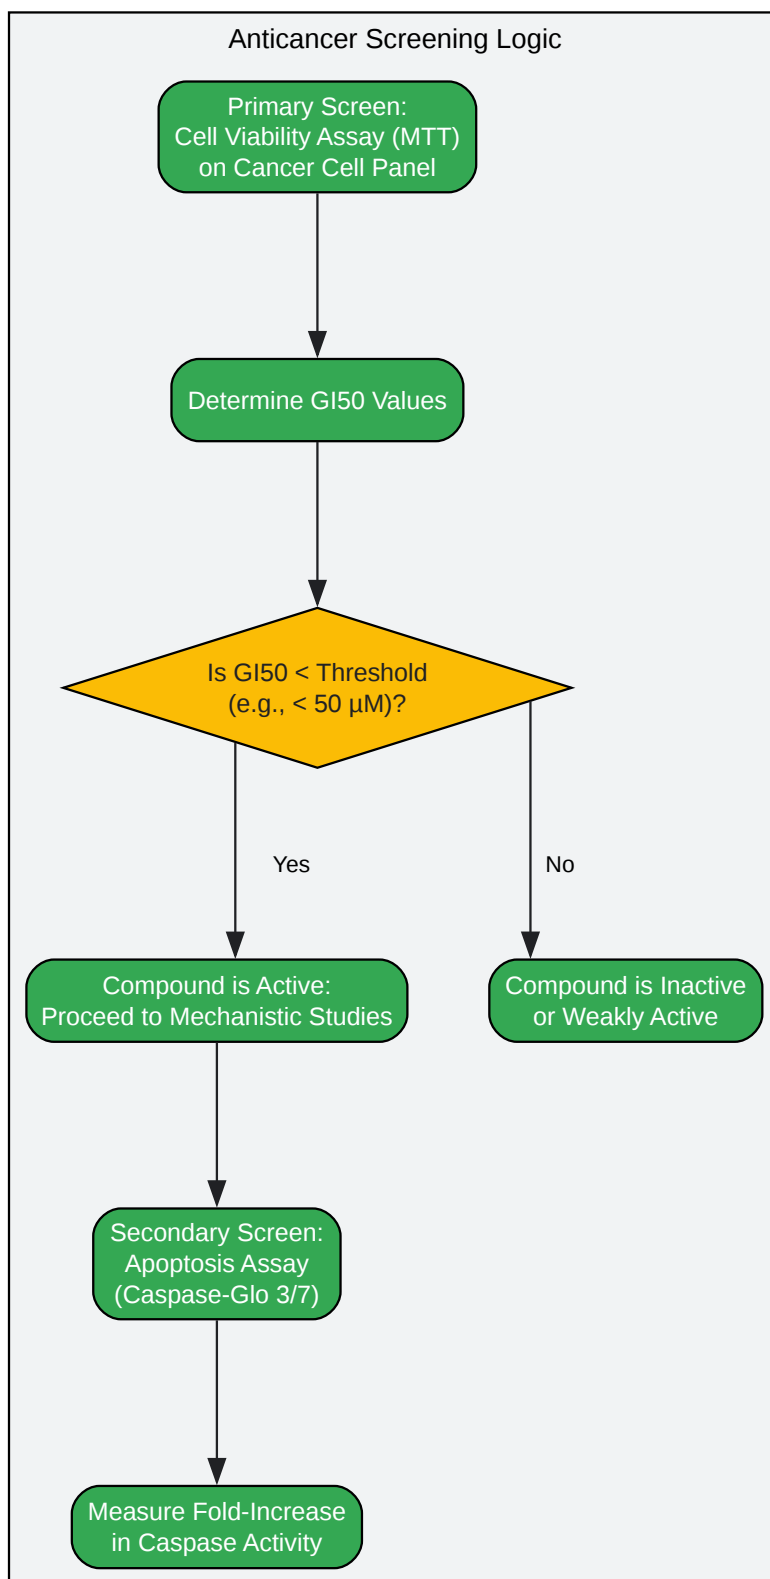 Anticancer Screening Logic
Primary Screen:
Cell Viability Assay (MTT)
on Cancer Cell Panel
Determine GI50 Values
Is GI50 < Threshold
(e.g., < 50 µM)?
Yes
No
Compound is Active:
Proceed to Mechanistic Studies
Compound is Inactive
or Weakly Active
Secondary Screen:
Apoptosis Assay
(Caspase-Glo 3/7)
Measure Fold-Increase
in Caspase Activity